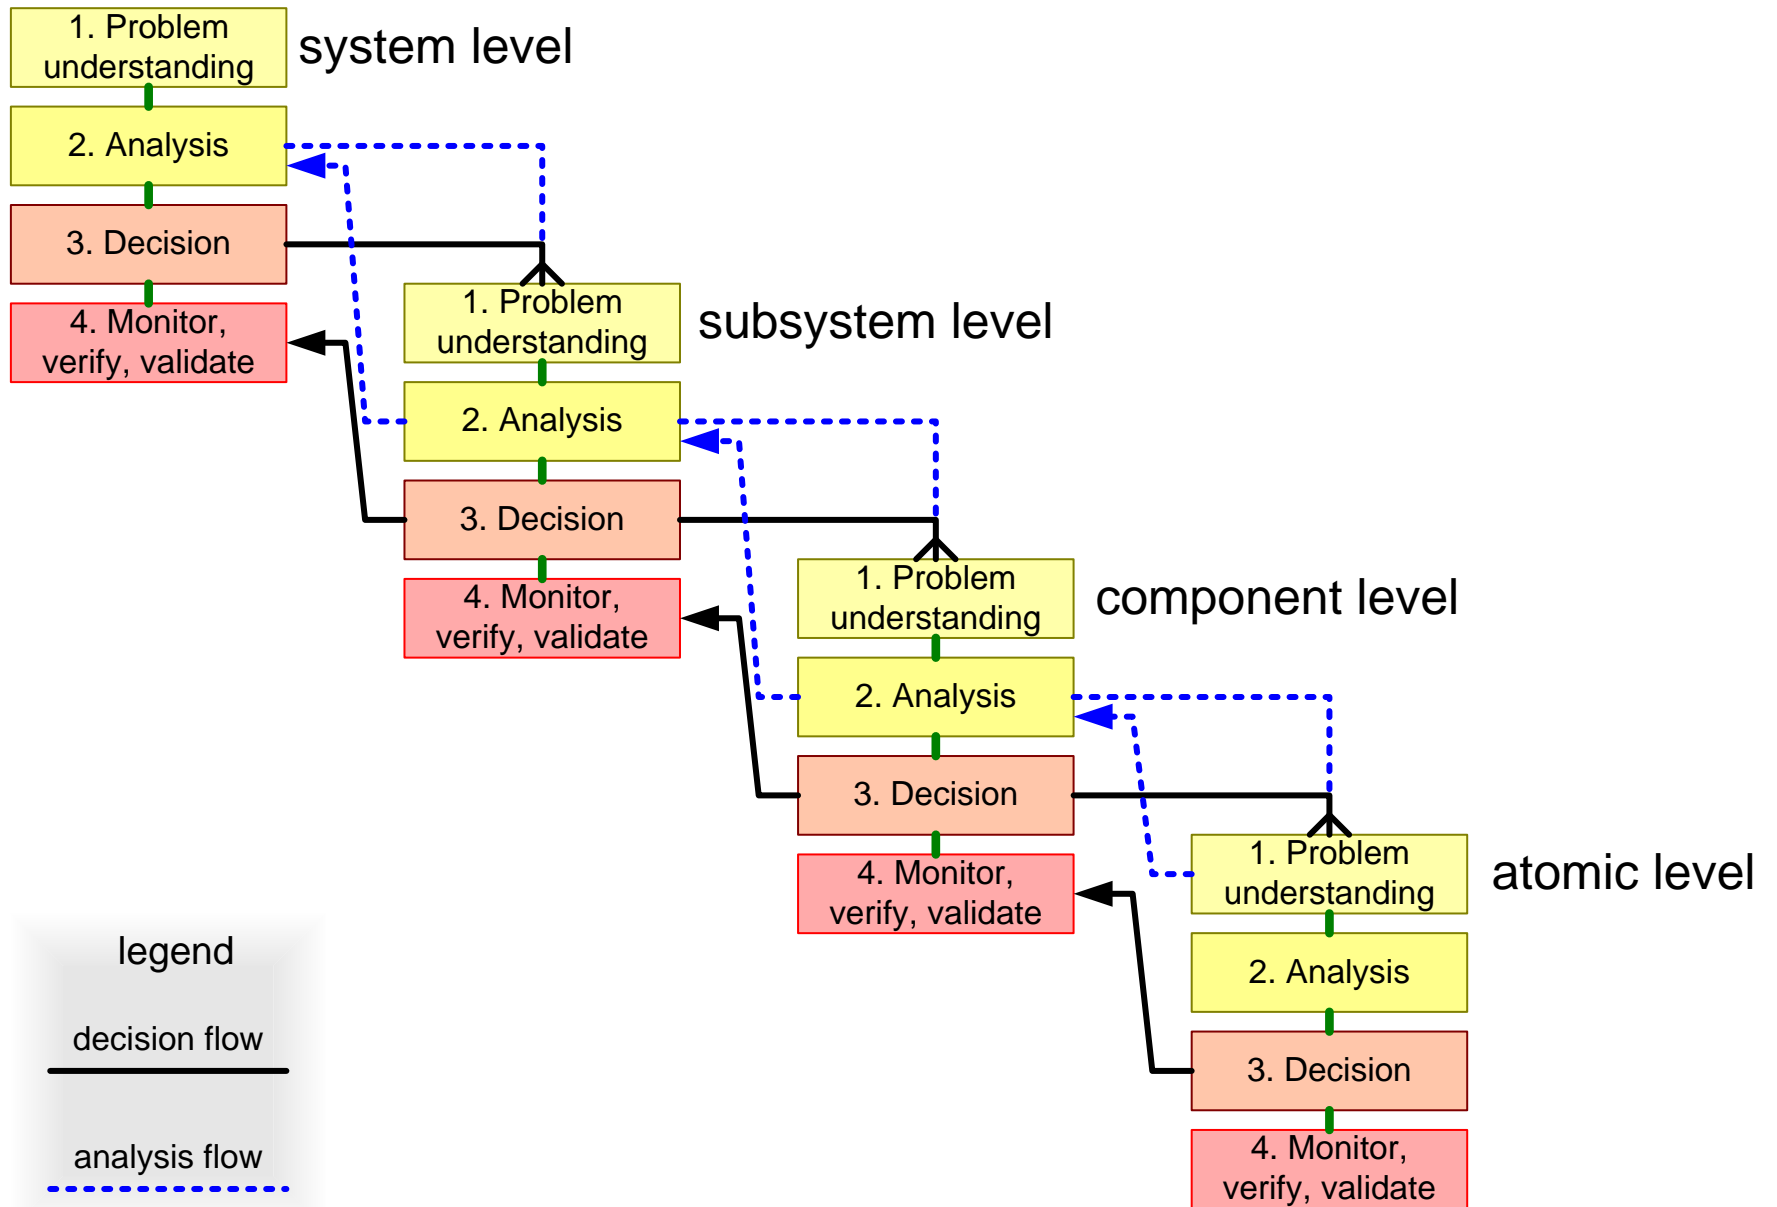 1. Problem
understanding
system level
2. Analysis
3. Decision
4. Monitor,
verify, validate
1. Problem
understanding
subsystem level
2. Analysis
3. Decision
4. Monitor,
verify, validate
1. Problem
understanding
component level
2. Analysis
3. Decision
4. Monitor,
verify, validate
1. Problem
understanding
atomic level
2. Analysis
3. Decision
4. Monitor,
verify, validate
legend
decision flow
analysis flow